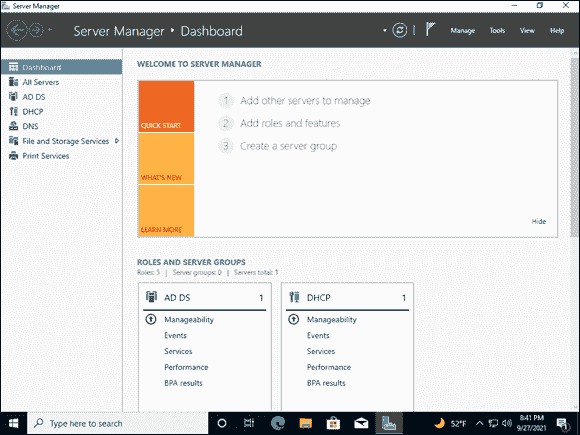 Server Manager
Server Manager • Dashboard
Manage Tools View Help
Dashboard
All Servers
AD DS
DHCP
DNS
File and Storage Services
Print Services
WELCOME TO SERVER MANAGER
QUICK START
WHAT'S NEW
LEARN MORE
1 Add other servers to manage
2 Add roles and features
3 Create a server group
Hide
ROLES AND SERVER GROUPS
Roles: 5 | Server groups: 0 | Servers total: 1
AD DS 1
Manageability
Events
Services
Performance
BPA results
DHCP 1
Manageability
Events
Services
Performance
BPA results
Type here to search
52°F
8:41 PM
9/27/2021
1